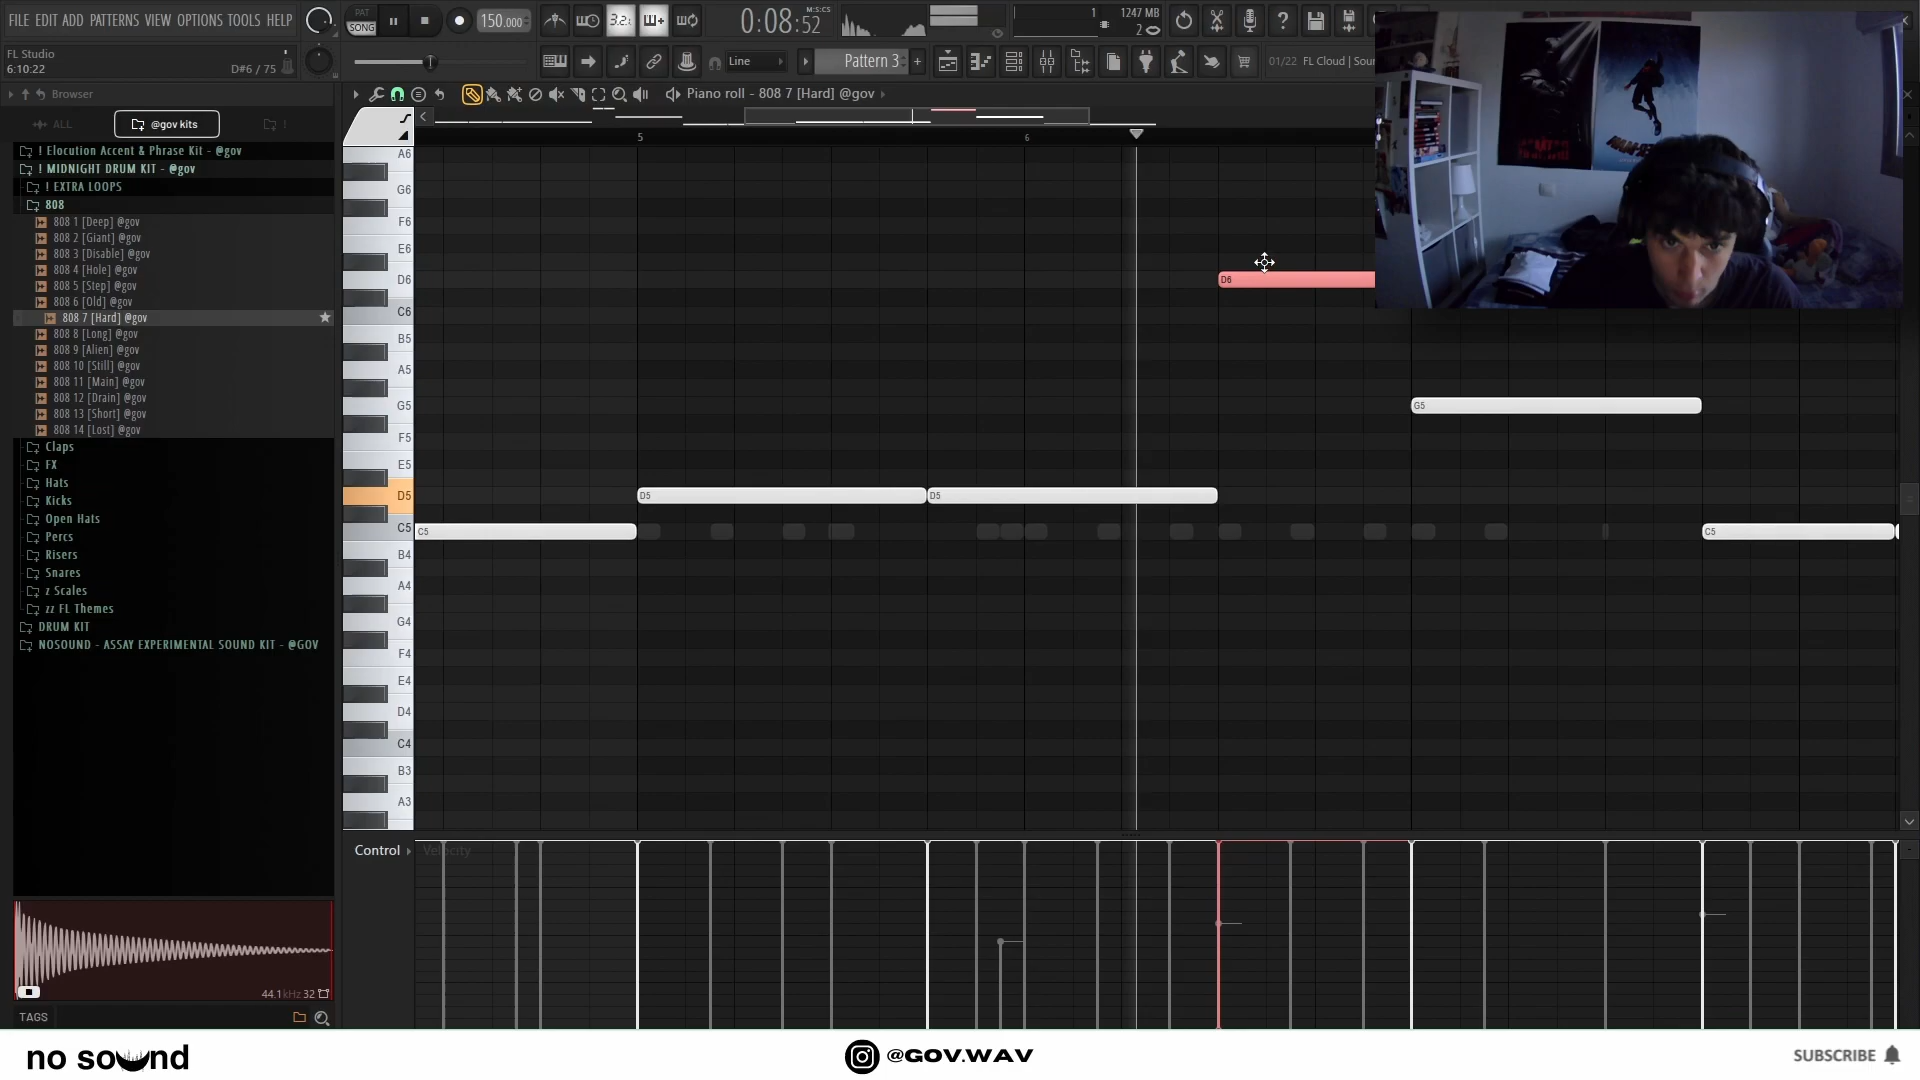 FILE EDIT ADD PATTERNS VIEW OPTIONS TOOLS HELP
PAT
SONG
150.000
3.2:
0:08:52
M:S:CS
1
1247 MB
2
FL Studio
6:10:22
D#6 / 75
Line
Pattern 3
01/22 FL Cloud | Soun
Browser
Piano roll - 808 7 [Hard] @gov
ALL
@gov kits
!
! Elocution Accent & Phrase Kit - @gov
! MIDNIGHT DRUM KIT - @gov
! EXTRA LOOPS
808
808 1 [Deep] @gov
808 2 [Giant] @gov
808 3 [Disable] @gov
808 4 [Hole] @gov
808 5 [Step] @gov
808 6 [Old] @gov
808 7 [Hard] @gov
808 8 [Long] @gov
808 9 [Alien] @gov
808 10 [Still] @gov
808 11 [Main] @gov
808 12 [Drain] @gov
808 13 [Short] @gov
808 14 [Lost] @gov
Claps
FX
Hats
Kicks
Open Hats
Percs
Risers
Snares
z Scales
zz FL Themes
DRUM KIT
NOSOUND - ASSAY EXPERIMENTAL SOUND KIT - @GOV
5
6
A6
G6
F6
E6
D6
C6
B5
A5
G5
F5
E5
D5
C5
B4
A4
G4
F4
E4
D4
C4
B3
A3
D6
G5
D5
D5
C5
C5
Control
Velocity
44.1kHz 32
TAGS
no sound
@GOV.WAV
SUBSCRIBE